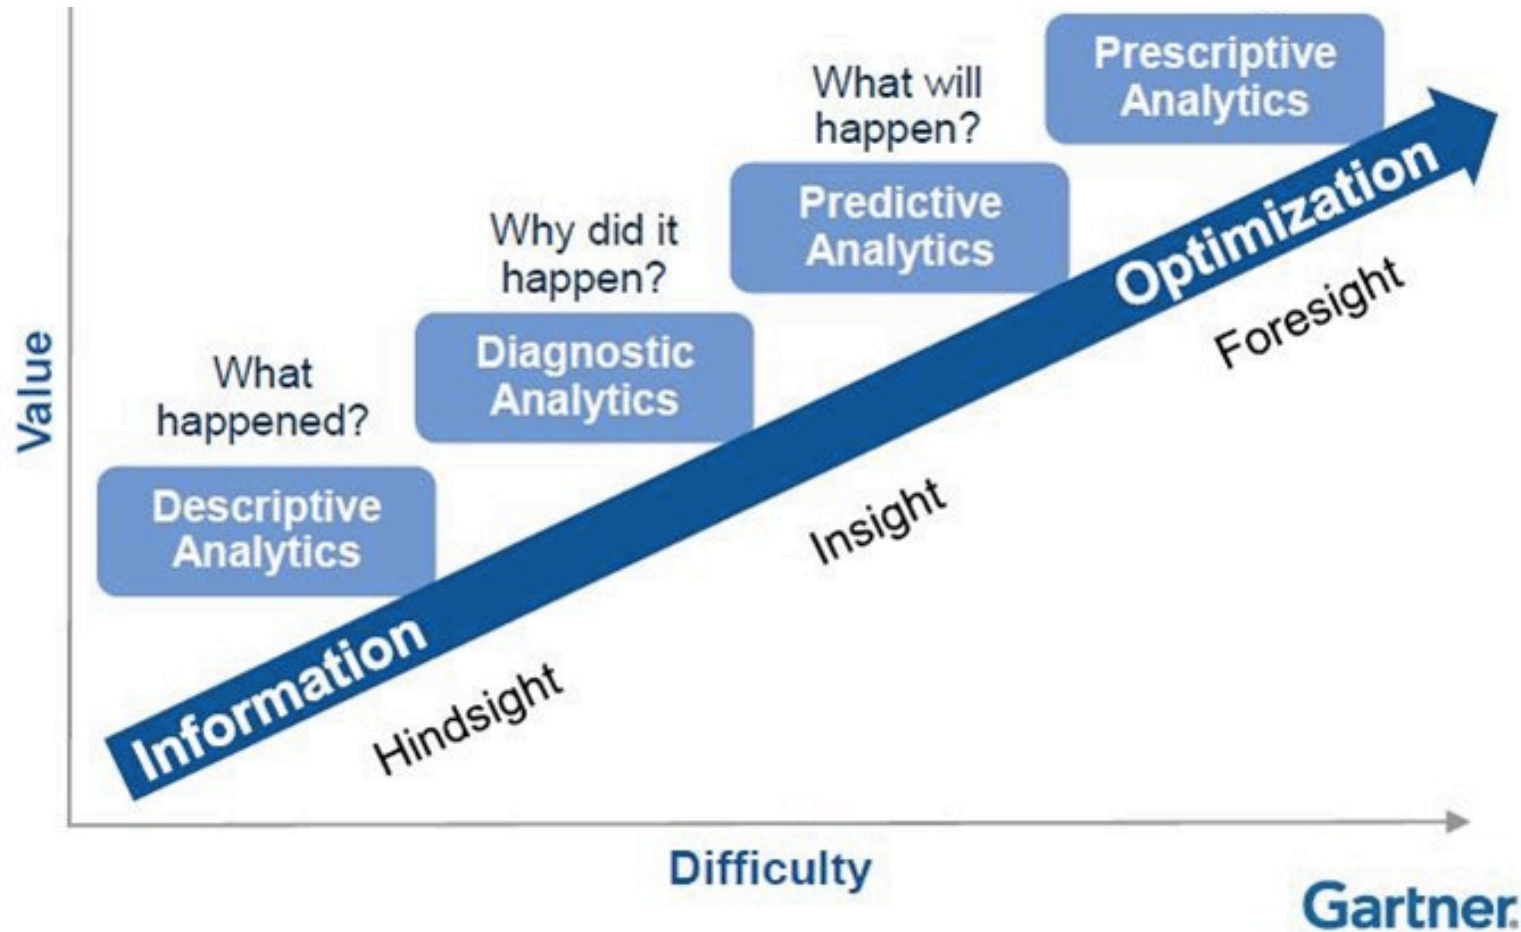 Prescriptive
Analytics
What will
happen?
Predictive
Analytics
Why did it
happen?
Diagnostic
Analytics
What
happened?
Descriptive
Analytics
Value
Information
Optimization
Hindsight
Insight
Foresight
Difficulty
Gartner.